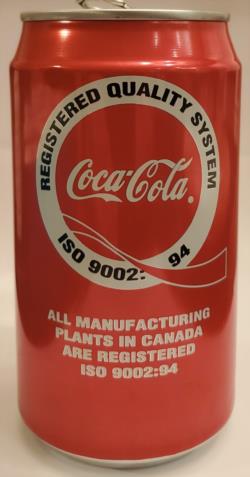 REGISTERED QUALITY SYSTEM
Coca-Cola
ISO 9002: 94
ALL MANUFACTURING
PLANTS IN CANADA
ARE REGISTERED
ISO 9002:94